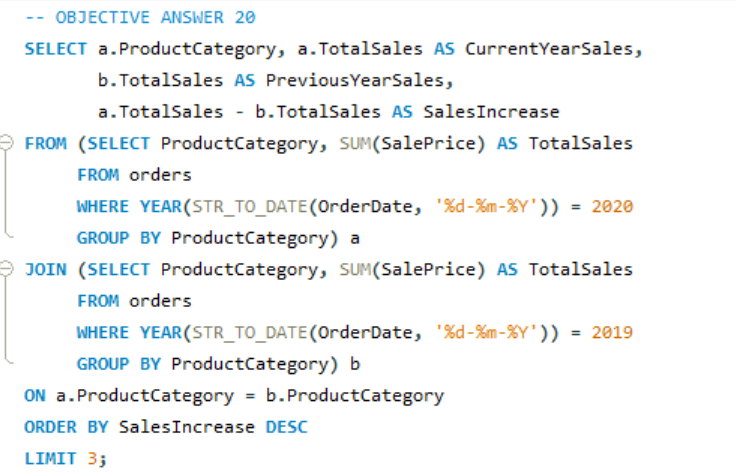 -- OBJECTIVE ANSWER 20
SELECT a.ProductCategory, a.TotalSales AS CurrentYearSales,
b.TotalSales AS PreviousYearSales,
a.TotalSales - b.TotalSales AS SalesIncrease
FROM (SELECT ProductCategory, SUM(SalePrice) AS TotalSales
FROM orders
WHERE YEAR(STR_TO_DATE(OrderDate, '%d-%m-%Y')) = 2020
GROUP BY ProductCategory) a
JOIN (SELECT ProductCategory, SUM(SalePrice) AS TotalSales
FROM orders
WHERE YEAR(STR_TO_DATE(OrderDate, '%d-%m-%Y')) = 2019
GROUP BY ProductCategory) b
ON a.ProductCategory = b.ProductCategory
ORDER BY SalesIncrease DESC
LIMIT 3;